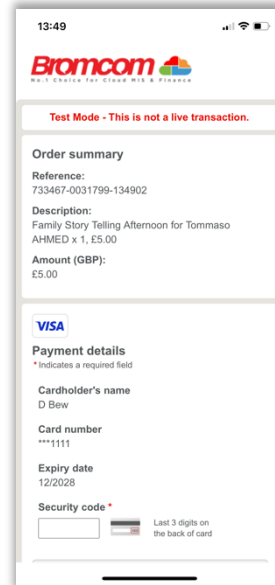 13:49
Bromcom
No.1 Choice for Cloud MIS & Finance
Test Mode - This is not a live transaction.
Order summary
Reference:
733467-0031799-134902
Description:
Family Story Telling Afternoon for Tommaso
AHMED x 1, £5.00
Amount (GBP):
£5.00
VISA
Payment details
* Indicates a required field
Cardholder's name
D Bew
Card number
***1111
Expiry date
12/2028
Security code *
Last 3 digits on
the back of card